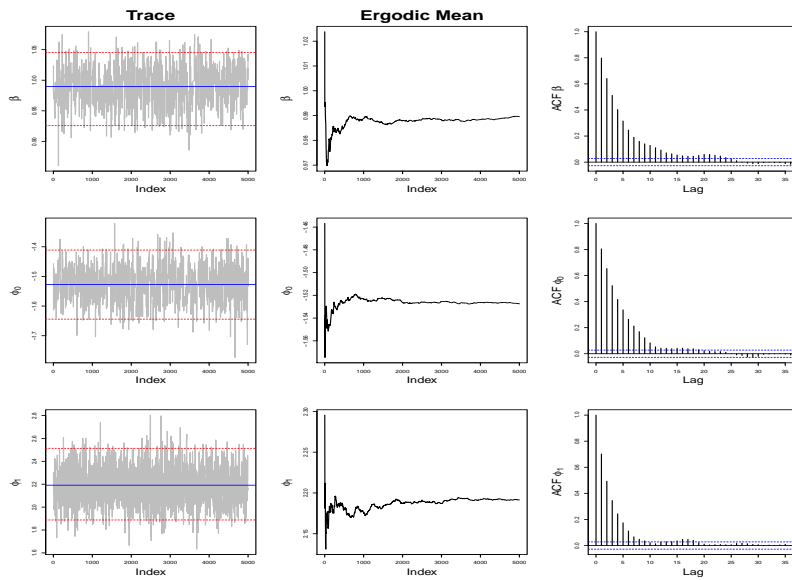 Trace
Ergodic Mean
β
0.90 0.95 1.00 1.05
0 1000 2000 3000 4000 5000
Index
β
0.97 0.98 0.99 1.00 1.01 1.02
0 1000 2000 3000 4000 5000
Index
ACF β
0.0 0.2 0.4 0.6 0.8 1.0
0 5 10 15 20 25 30 35
Lag
ϕ0
−1.7 −1.6 −1.5 −1.4
0 1000 2000 3000 4000 5000
Index
ϕ0
−1.56 −1.54 −1.52 −1.50 −1.48 −1.46
0 1000 2000 3000 4000 5000
Index
ACF ϕ0
0.0 0.2 0.4 0.6 0.8 1.0
0 5 10 15 20 25 30 35
Lag
ϕ1
1.6 1.8 2.0 2.2 2.4 2.6 2.8
0 1000 2000 3000 4000 5000
Index
ϕ1
2.15 2.20 2.25 2.30
0 1000 2000 3000 4000 5000
Index
ACF ϕ1
0.0 0.2 0.4 0.6 0.8 1.0
0 5 10 15 20 25 30 35
Lag